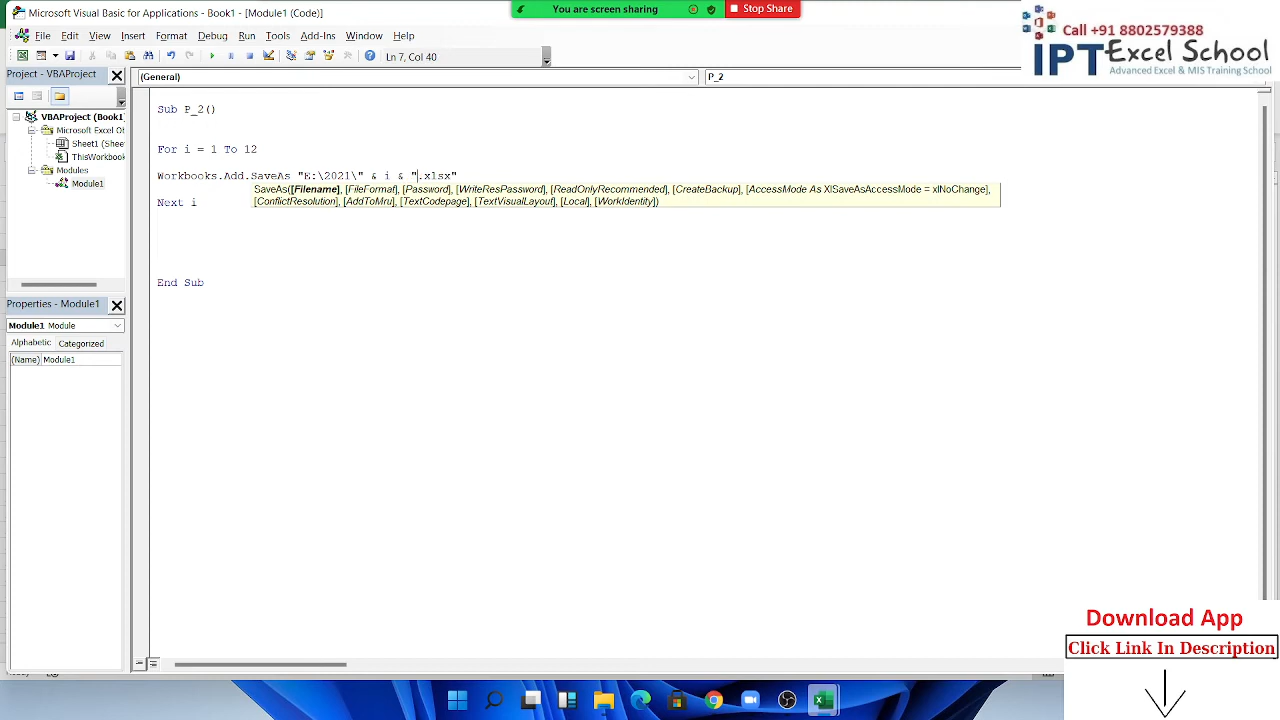 You are screen sharing
Stop Share
Microsoft Visual Basic for Applications - Book1 - [Module1 (Code)]
File Edit View Insert Format Debug Run Tools Add-Ins Window Help
Ln 7, Col 40
Call +91 8802579388
IPT Excel School
Advanced Excel & MIS Training School
Project - VBAProject
(General)
P_2
VBAProject (Book1
Microsoft Excel Ob
Sheet1 (Sheet1
ThisWorkbook
Modules
Module1
Sub P_2()
For i = 1 To 12
Workbooks.Add.SaveAs "E:\2021\" & i & ".xlsx"
SaveAs([Filename], [FileFormat], [Password], [WriteResPassword], [ReadOnlyRecommended], [CreateBackup], [AccessMode As XlSaveAsAccessMode = xlNoChange],
[ConflictResolution], [AddToMru], [TextCodepage], [TextVisualLayout], [Local], [WorkIdentity])
Next i
End Sub
Properties - Module1
Module1 Module
Alphabetic Categorized
(Name) Module1
Download App
Click Link In Description